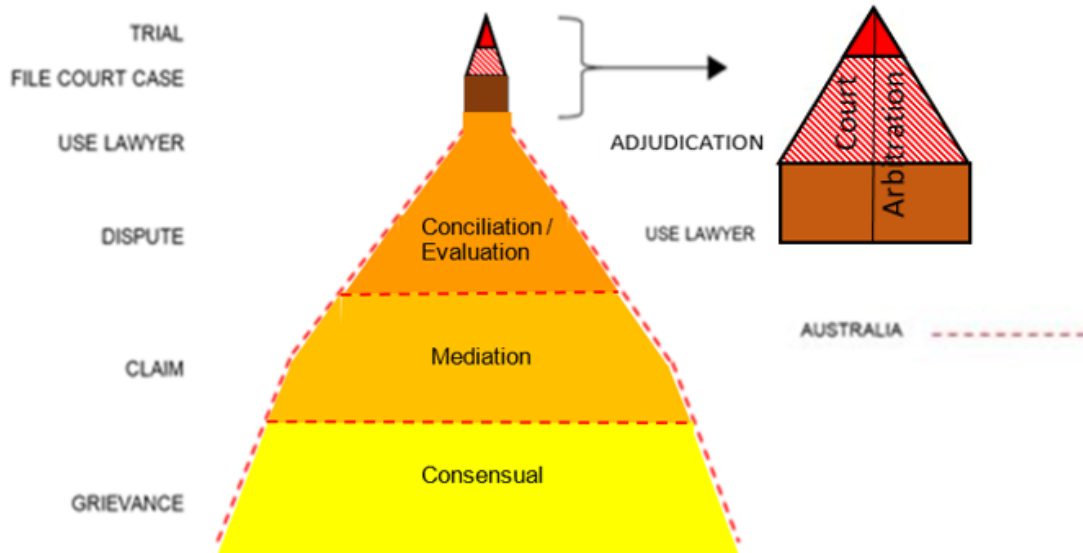 TRIAL
FILE COURT CASE
USE LAWYER
DISPUTE
CLAIM
GRIEVANCE
Conciliation /
Evaluation
Mediation
Consensual
ADJUDICATION
USE LAWYER
Court
Arbitration
AUSTRALIA